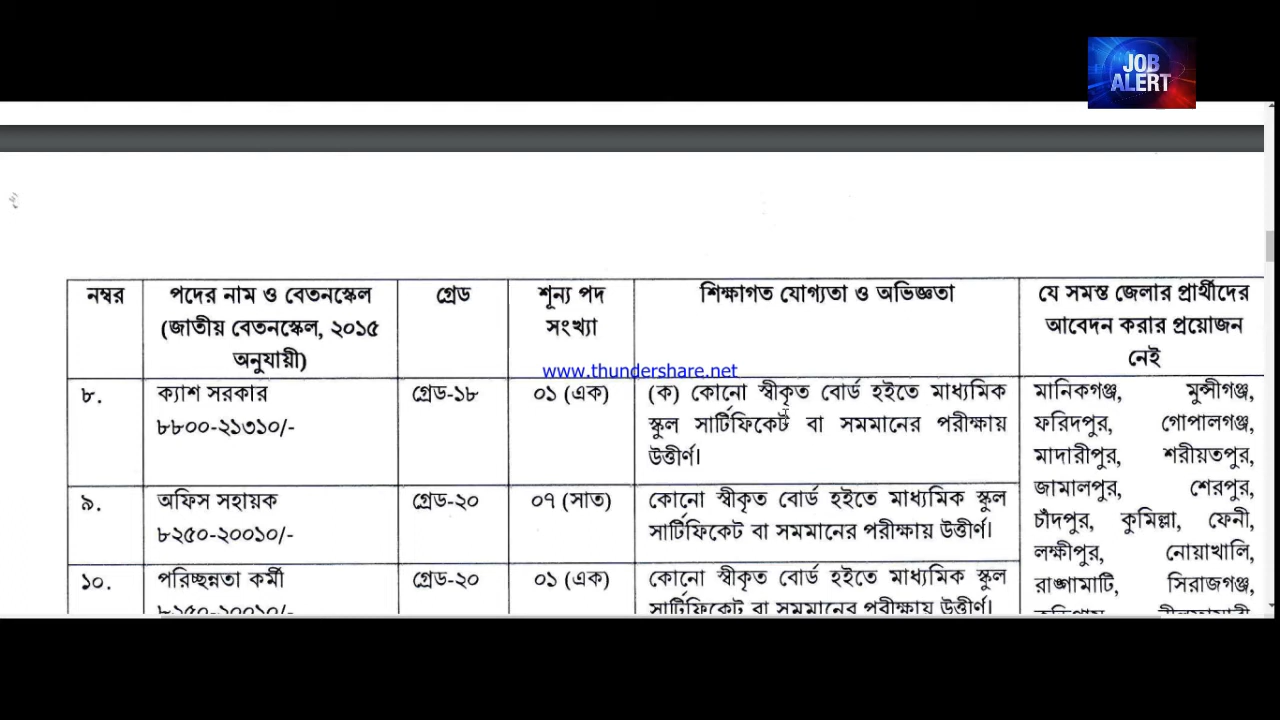 JOB
ALERT
নম্বর
পদের নাম ও বেতনস্কেল
(জাতীয় বেতনস্কেল, ২০১৫
অনুযায়ী)
গ্রেড
শূন্য পদ
সংখ্যা
শিক্ষাগত যোগ্যতা ও অভিজ্ঞতা
যে সমস্ত জেলার প্রার্থীদের
আবেদন করার প্রয়োজন
নেই
www.thundershare.net
৮.
ক্যাশ সরকার
৮৮০০-২১৩১০/-
গ্রেড-১৮
০১ (এক)
(ক) কোনো স্বীকৃত বোর্ড হইতে মাধ্যমিক
স্কুল সার্টিফিকেট বা সমমানের পরীক্ষায়
উত্তীর্ণ।
৯.
অফিস সহায়ক
৮২৫০-২০০১০/-
গ্রেড-২০
০৭ (সাত)
কোনো স্বীকৃত বোর্ড হইতে মাধ্যমিক স্কুল
সার্টিফিকেট বা সমমানের পরীক্ষায় উত্তীর্ণ।
১০.
পরিচ্ছন্নতা কর্মী
৮২৫০-২০০১০/-
গ্রেড-২০
০১ (এক)
কোনো স্বীকৃত বোর্ড হইতে মাধ্যমিক স্কুল
সার্টিফিকেট বা সমমানের পরীক্ষায় উত্তীর্ণ।
মানিকগঞ্জ, মুন্সীগঞ্জ,
ফরিদপুর, গোপালগঞ্জ,
মাদারীপুর, শরীয়তপুর,
জামালপুর, শেরপুর,
চাঁদপুর, কুমিল্লা, ফেনী,
লক্ষীপুর, নোয়াখালি,
রাঙ্গামাটি, সিরাজগঞ্জ,